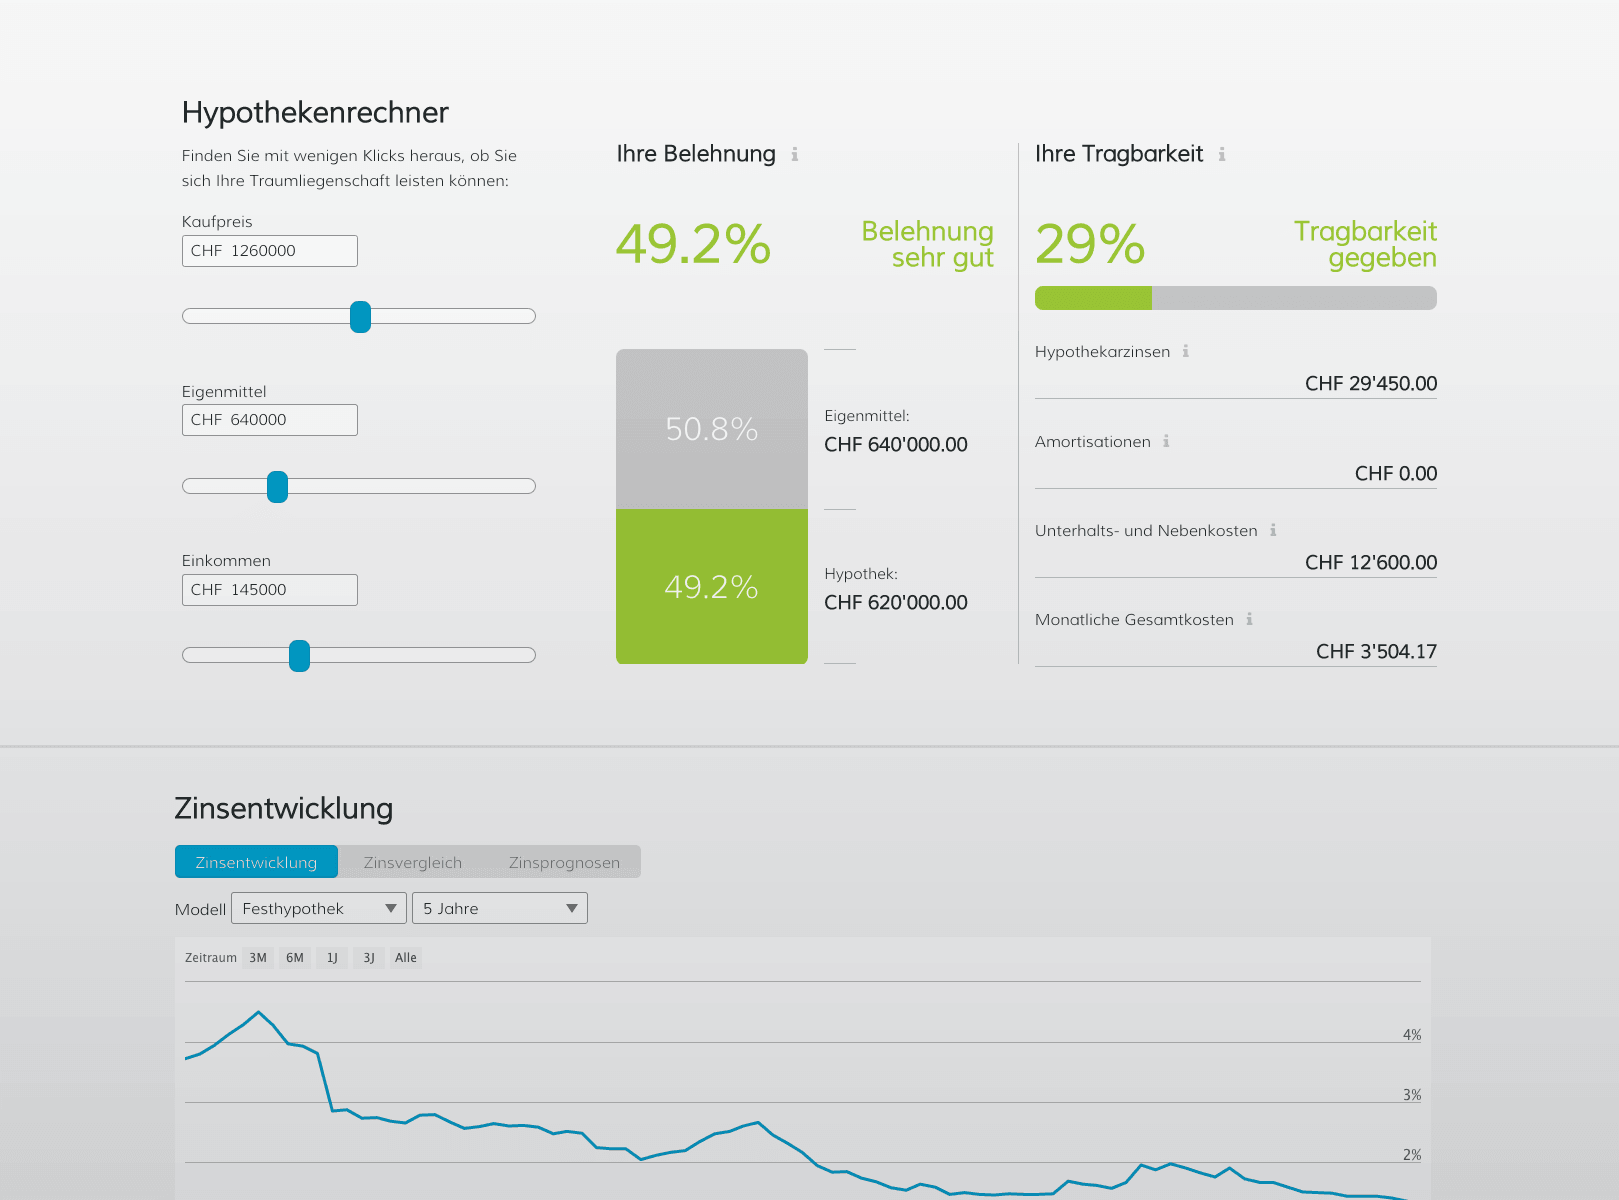 Hypothekenrechner
Finden Sie mit wenigen Klicks heraus, ob Sie
sich Ihre Traumliegenschaft leisten können:
Kaufpreis
CHF 1260000
Eigenmittel
CHF 640000
Einkommen
CHF 145000
Ihre Belehnung i
49.2%
Belehnung
sehr gut
50.8%
Eigenmittel:
CHF 640'000.00
49.2%
Hypothek:
CHF 620'000.00
Ihre Tragbarkeit i
29%
Tragbarkeit
gegeben
Hypothekarzinsen i
CHF 29'450.00
Amortisationen i
CHF 0.00
Unterhalts- und Nebenkosten i
CHF 12'600.00
Monatliche Gesamtkosten i
CHF 3'504.17
Zinsentwicklung
Zinsentwicklung Zinsvergleich Zinsprognosen
Modell Festhypothek 5 Jahre
Zeitraum 3M 6M 1J 3J Alle
4%
3%
2%